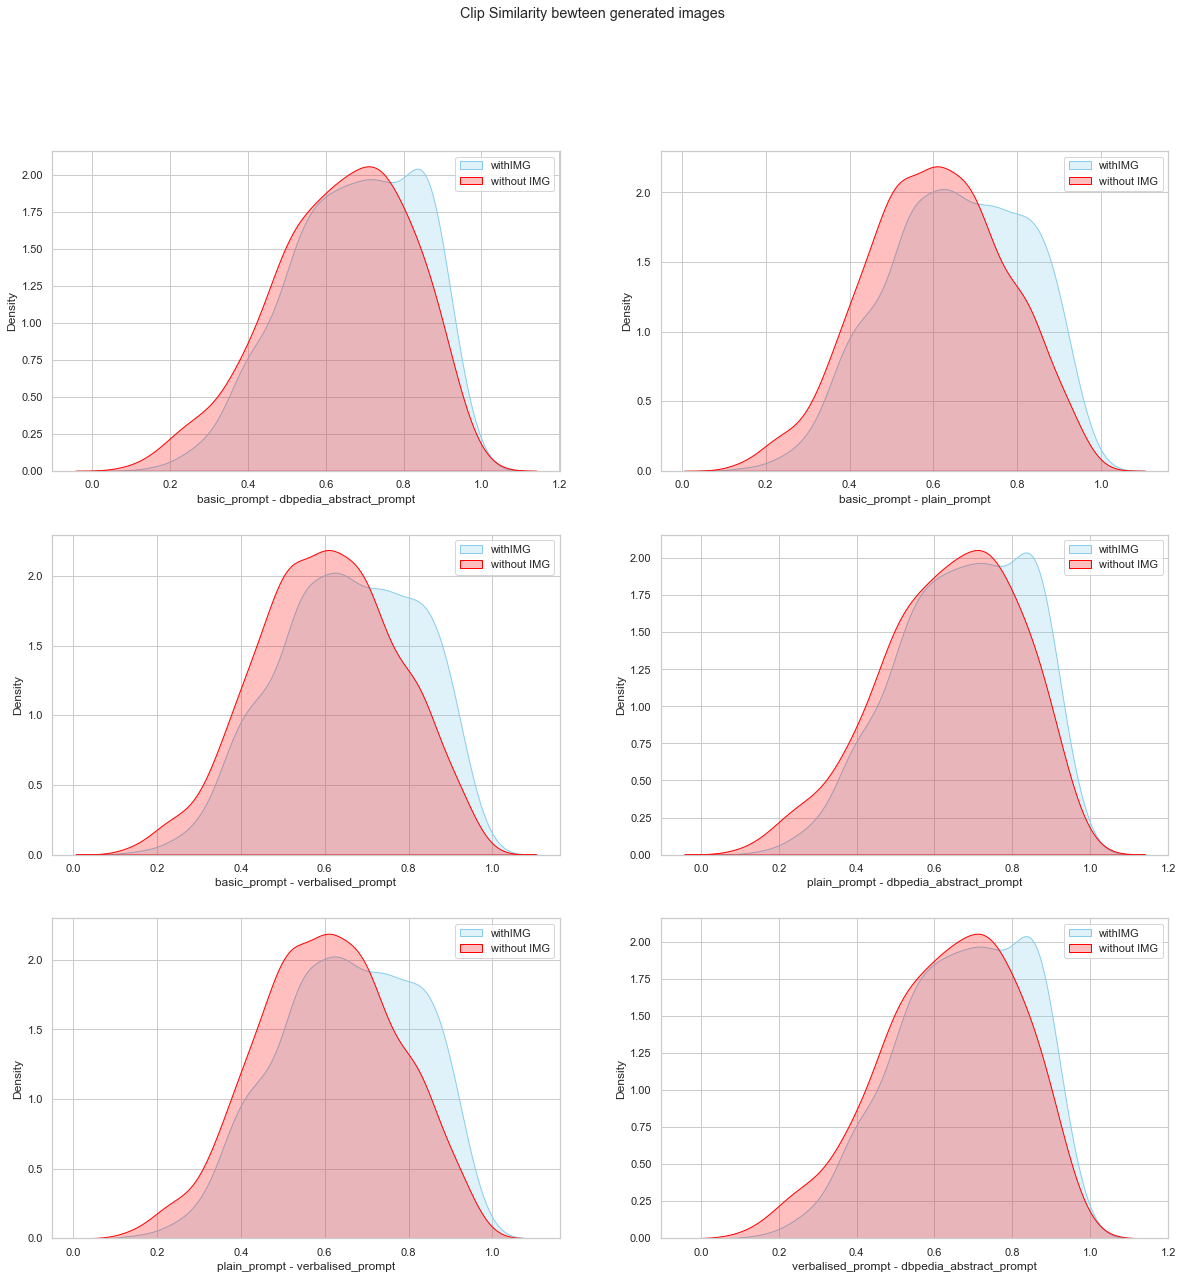 Clip Similarity bewteen generated images
withIMG
without IMG
Density
2.00
1.75
1.50
1.25
1.00
0.75
0.50
0.25
0.00
0.0 0.2 0.4 0.6 0.8 1.0 1.2
basic_prompt - dbpedia_abstract_prompt
withIMG
without IMG
Density
2.0
1.5
1.0
0.5
0.0
0.0 0.2 0.4 0.6 0.8 1.0
basic_prompt - plain_prompt
withIMG
without IMG
Density
2.0
1.5
1.0
0.5
0.0
0.0 0.2 0.4 0.6 0.8 1.0
basic_prompt - verbalised_prompt
withIMG
without IMG
Density
2.00
1.75
1.50
1.25
1.00
0.75
0.50
0.25
0.00
0.0 0.2 0.4 0.6 0.8 1.0 1.2
plain_prompt - dbpedia_abstract_prompt
withIMG
without IMG
Density
2.0
1.5
1.0
0.5
0.0
0.0 0.2 0.4 0.6 0.8 1.0
plain_prompt - verbalised_prompt
withIMG
without IMG
Density
2.00
1.75
1.50
1.25
1.00
0.75
0.50
0.25
0.00
0.0 0.2 0.4 0.6 0.8 1.0 1.2
verbalised_prompt - dbpedia_abstract_prompt